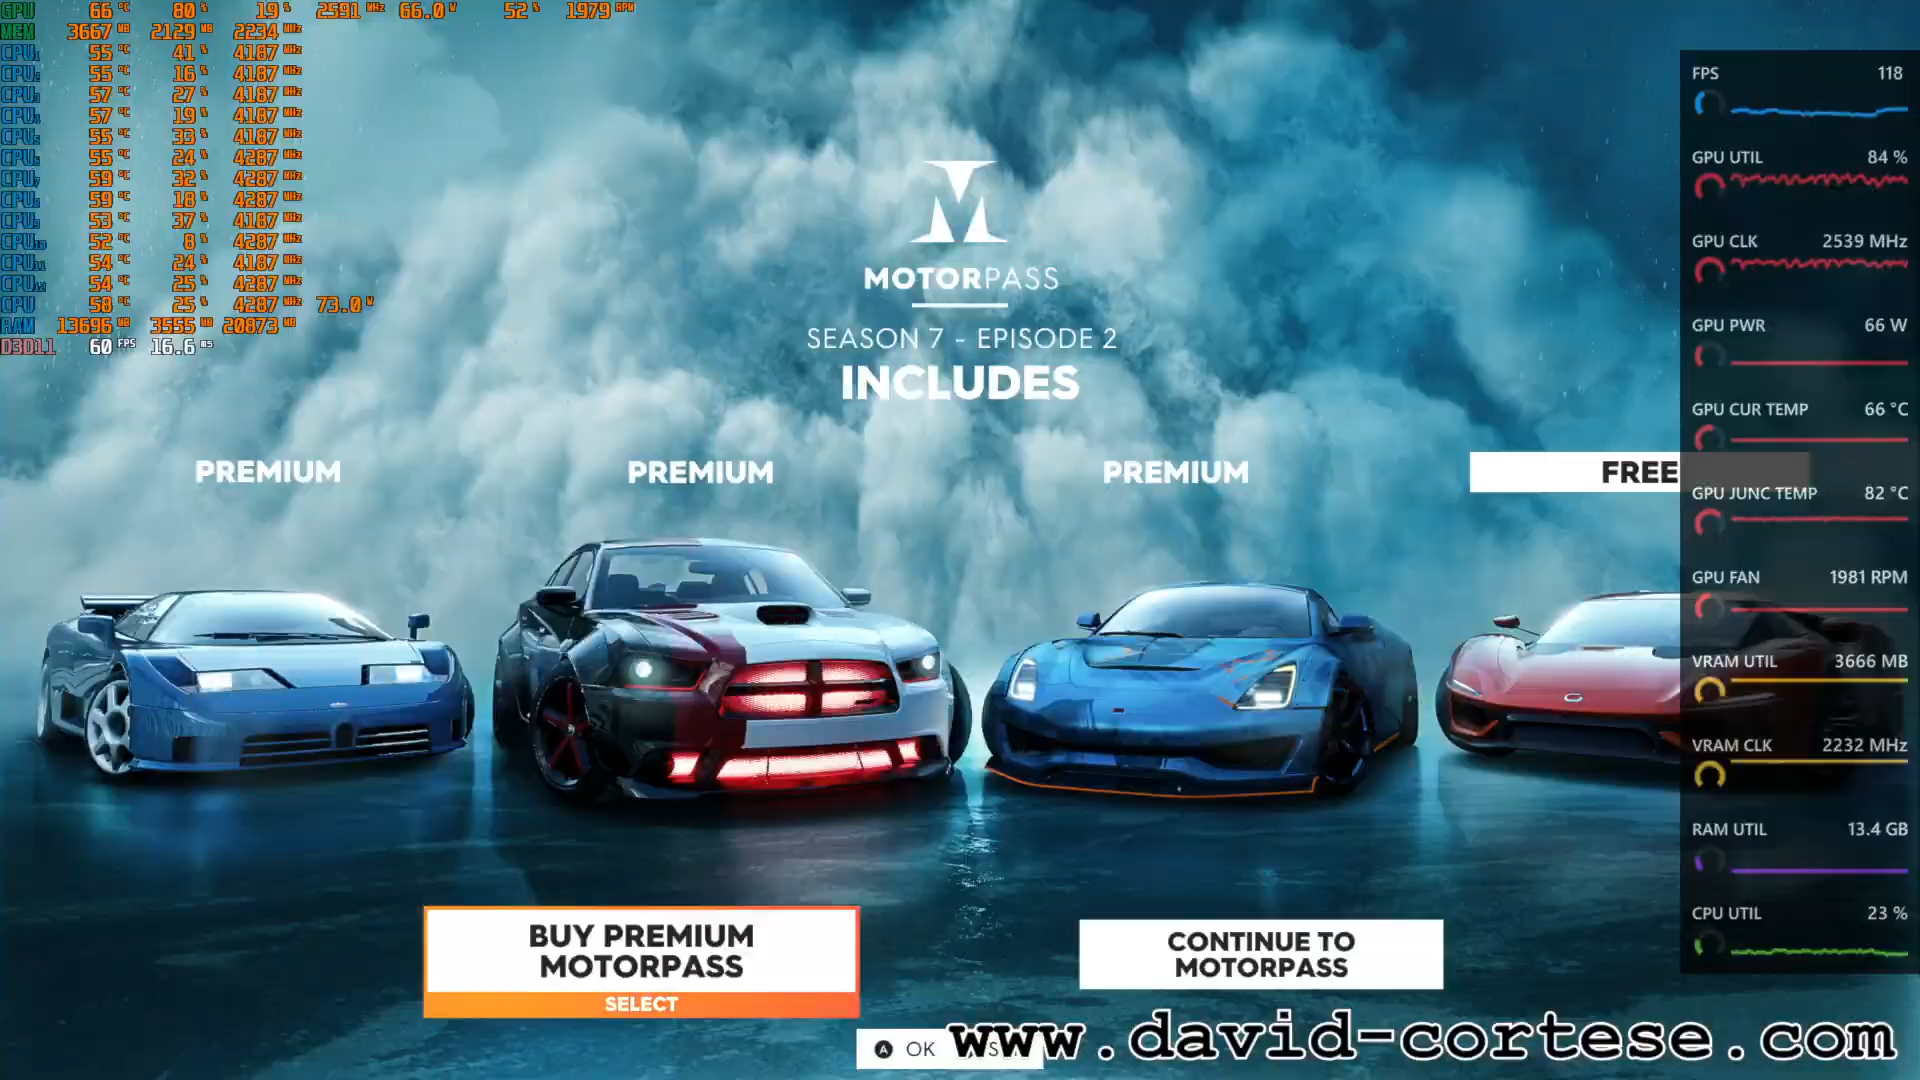 GPU 66 °C 80 % 19 % 2591 MHz 66.0 W 52 % 1979 RPM
MEM 3667 MB 2129 MB 2234 MHz
CPU1 55 °C 41 % 4187 MHz
CPU2 55 °C 16 % 4187 MHz
CPU3 57 °C 27 % 4187 MHz
CPU4 57 °C 19 % 4187 MHz
CPU5 55 °C 33 % 4187 MHz
CPU6 55 °C 24 % 4287 MHz
CPU7 59 °C 32 % 4287 MHz
CPU8 59 °C 18 % 4287 MHz
CPU9 53 °C 37 % 4187 MHz
CPU10 52 °C 8 % 4287 MHz
CPU11 54 °C 24 % 4187 MHz
CPU12 54 °C 25 % 4287 MHz
CPU 58 °C 25 % 4287 MHz 73.0 W
RAM 13696 MB 3555 MB 20873 MB
D3D11 60 FPS 16.6 ms
MOTORPASS
SEASON 7 - EPISODE 2
INCLUDES
PREMIUM
PREMIUM
PREMIUM
FREE
BUY PREMIUM
MOTORPASS
SELECT
CONTINUE TO
MOTORPASS
A OK
www.david-cortese.com
FPS 118
GPU UTIL 84 %
GPU CLK 2539 MHz
GPU PWR 66 W
GPU CUR TEMP 66 °C
GPU JUNC TEMP 82 °C
GPU FAN 1981 RPM
VRAM UTIL 3666 MB
VRAM CLK 2232 MHz
RAM UTIL 13.4 GB
CPU UTIL 23 %